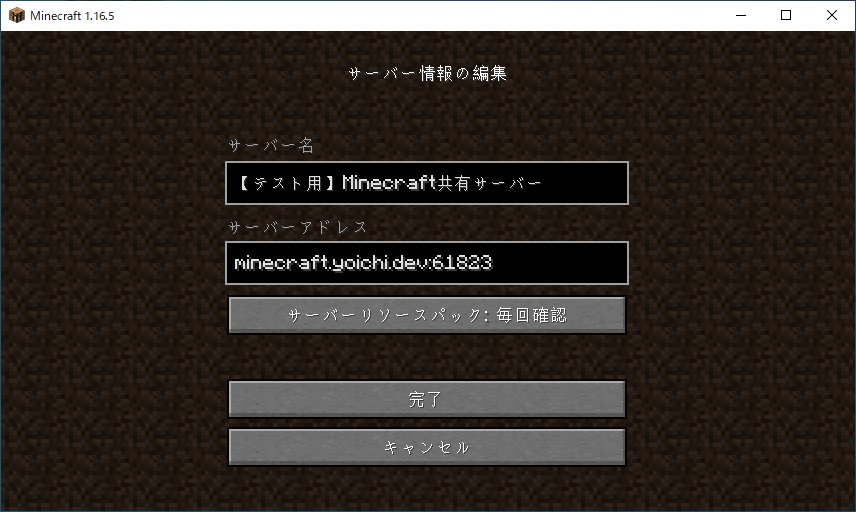 Minecraft 1.16.5
サーバー情報の編集
サーバー名
【テスト用】Minecraft共有サーバー
サーバーアドレス
minecraft.yoichi.dev:61823
サーバーリソースパック: 毎回確認
完了
キャンセル